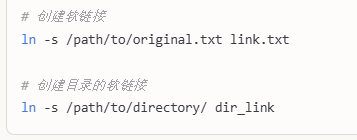 # 创建软链接
ln -s /path/to/original.txt link.txt
# 创建目录的软链接
ln -s /path/to/directory/ dir_link